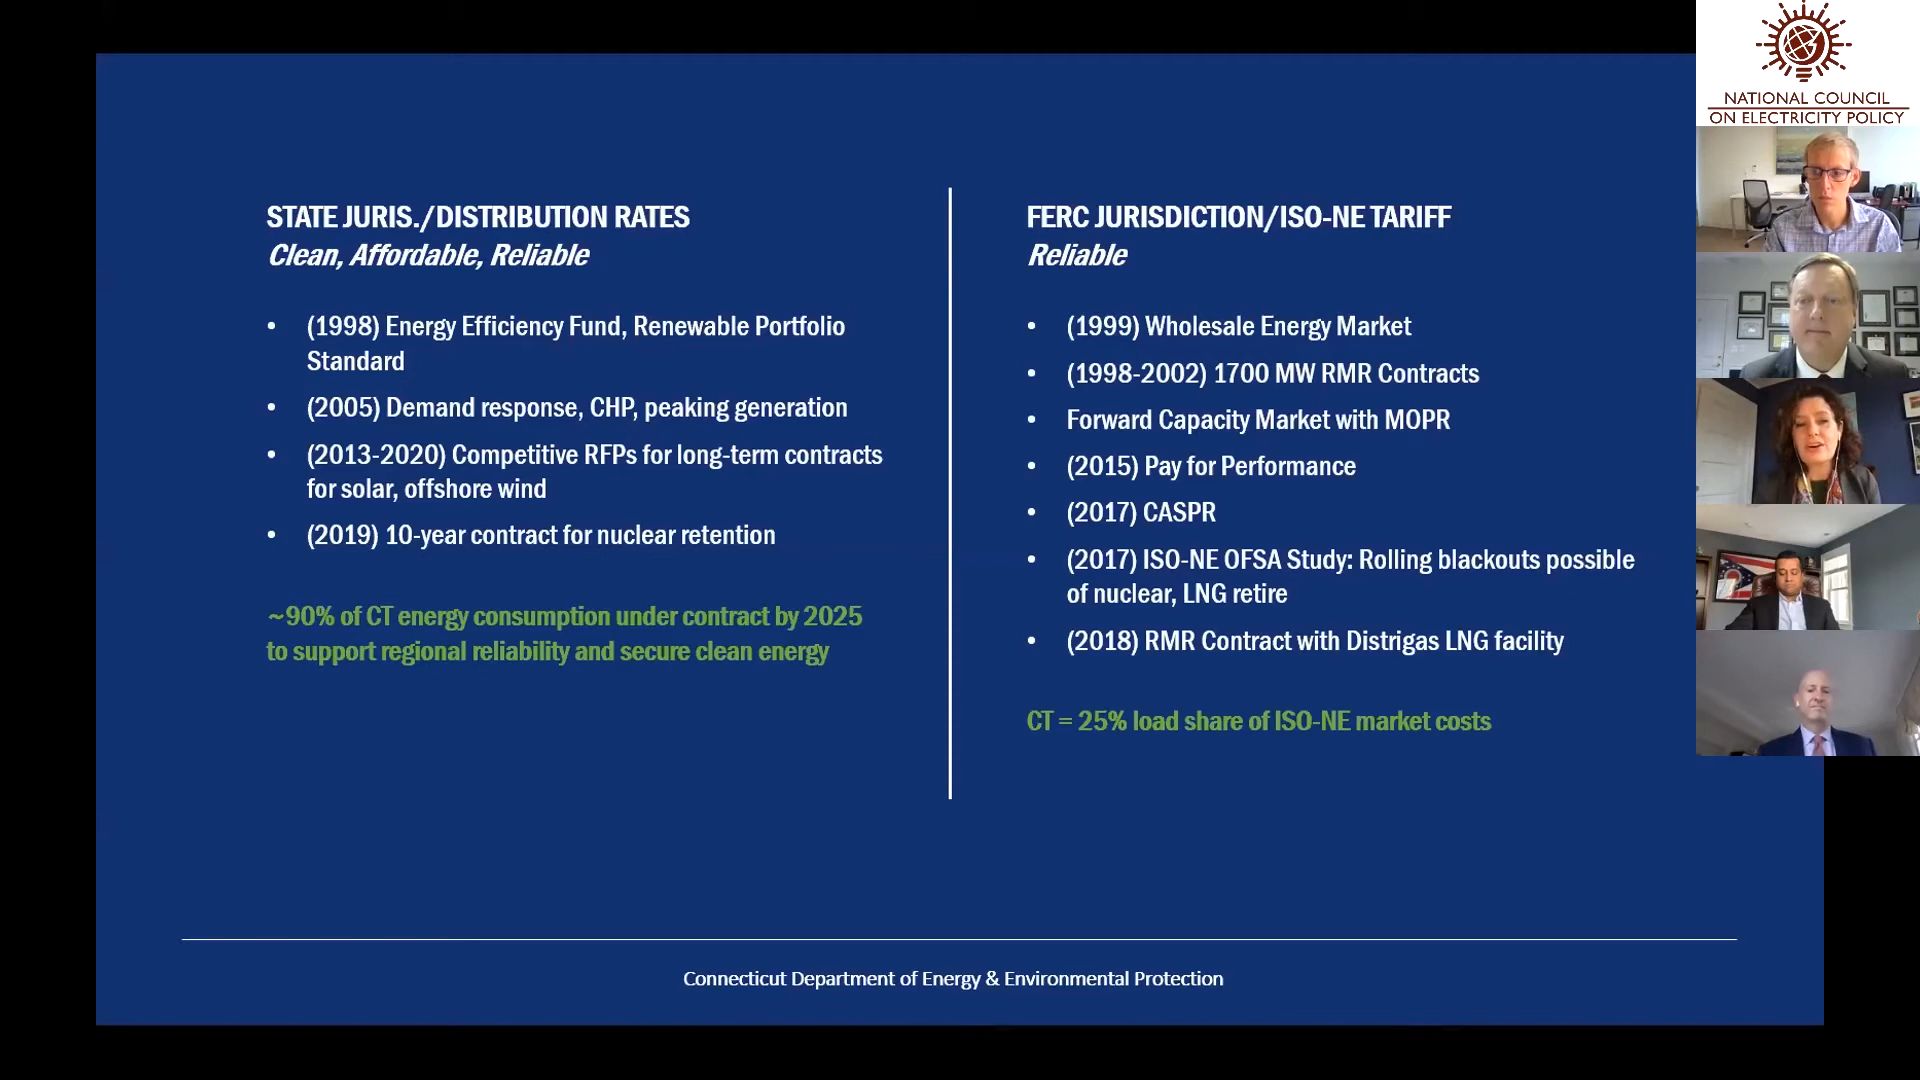 NATIONAL COUNCIL
ON ELECTRICITY POLICY
STATE JURIS./DISTRIBUTION RATES
Clean, Affordable, Reliable
• (1998) Energy Efficiency Fund, Renewable Portfolio
Standard
• (2005) Demand response, CHP, peaking generation
• (2013-2020) Competitive RFPs for long-term contracts
for solar, offshore wind
• (2019) 10-year contract for nuclear retention
~90% of CT energy consumption under contract by 2025
to support regional reliability and secure clean energy
FERC JURISDICTION/ISO-NE TARIFF
Reliable
• (1999) Wholesale Energy Market
• (1998-2002) 1700 MW RMR Contracts
• Forward Capacity Market with MOPR
• (2015) Pay for Performance
• (2017) CASPR
• (2017) ISO-NE OFSA Study: Rolling blackouts possible
of nuclear, LNG retire
• (2018) RMR Contract with Distrigas LNG facility
CT = 25% load share of ISO-NE market costs
Connecticut Department of Energy & Environmental Protection